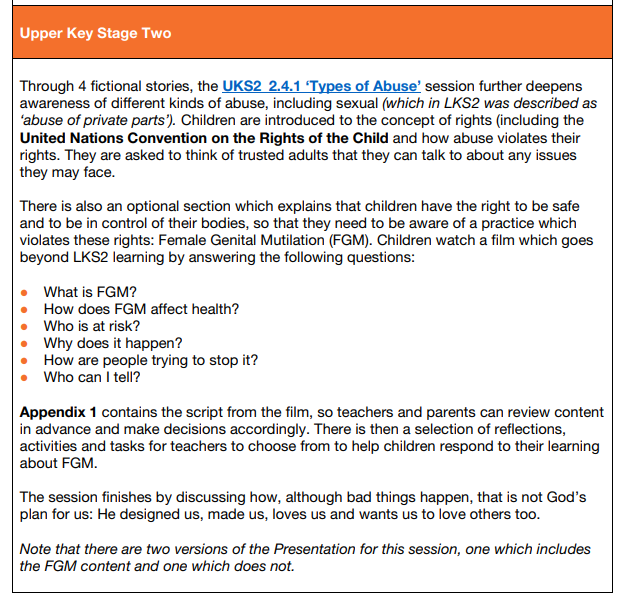 Upper Key Stage Two
Through 4 fictional stories, the UKS2 2.4.1 ‘Types of Abuse’ session further deepens
awareness of different kinds of abuse, including sexual (which in LKS2 was described as
‘abuse of private parts’). Children are introduced to the concept of rights (including the
United Nations Convention on the Rights of the Child and how abuse violates their
rights. They are asked to think of trusted adults that they can talk to about any issues
they may face.
There is also an optional section which explains that children have the right to be safe
and to be in control of their bodies, so that they need to be aware of a practice which
violates these rights: Female Genital Mutilation (FGM). Children watch a film which goes
beyond LKS2 learning by answering the following questions:
● What is FGM?
● How does FGM affect health?
● Who is at risk?
● Why does it happen?
● How are people trying to stop it?
● Who can I tell?
Appendix 1 contains the script from the film, so teachers and parents can review content
in advance and make decisions accordingly. There is then a selection of reflections,
activities and tasks for teachers to choose from to help children respond to their learning
about FGM.
The session finishes by discussing how, although bad things happen, that is not God’s
plan for us: He designed us, made us, loves us and wants us to love others too.
Note that there are two versions of the Presentation for this session, one which includes
the FGM content and one which does not.